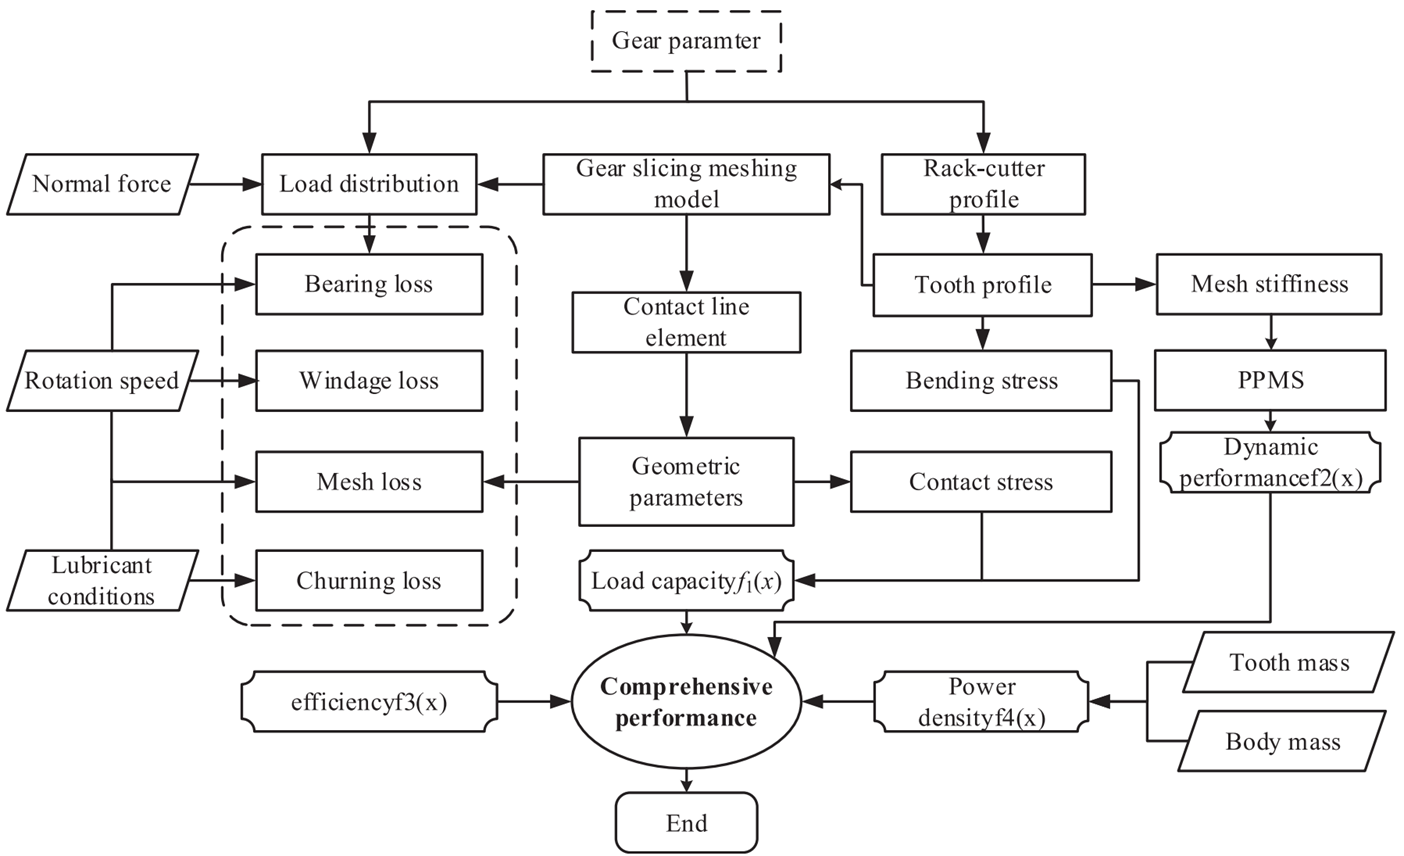 Gear paramter
Normal force
Load distribution
Gear slicing meshing
model
Rack-cutter
profile
Bearing loss
Contact line
element
Tooth profile
Mesh stiffness
Rotation speed
Windage loss
Bending stress
PPMS
Mesh loss
Geometric
parameters
Contact stress
Dynamic
performancef2(x)
Lubricant
conditions
Churning loss
Load capacityf1(x)
efficiencyf3(x)
Comprehensive
performance
Power
densityf4(x)
Tooth mass
Body mass
End